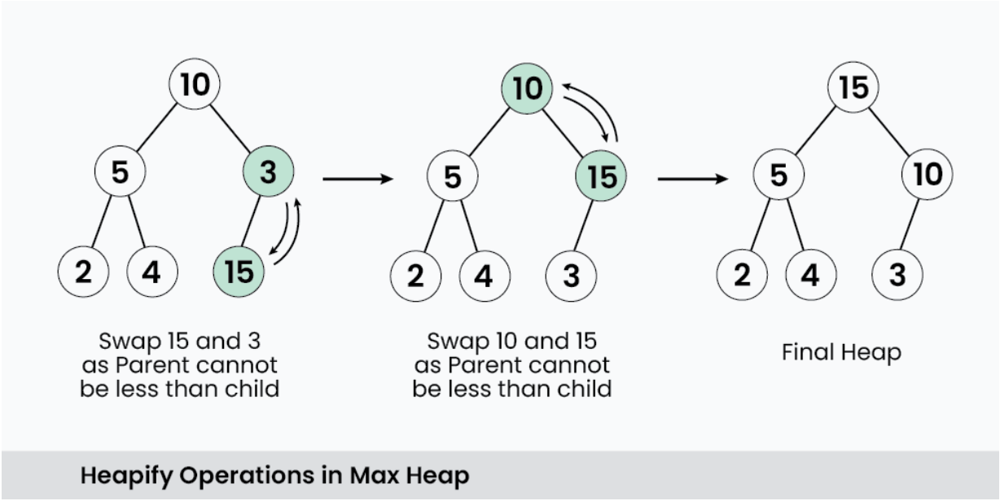 10
5
3
2
4
15
Swap 15 and 3
as Parent cannot
be less than child
10
5
15
2
4
3
Swap 10 and 15
as Parent cannot
be less than child
15
5
10
2
4
3
Final Heap
Heapify Operations in Max Heap